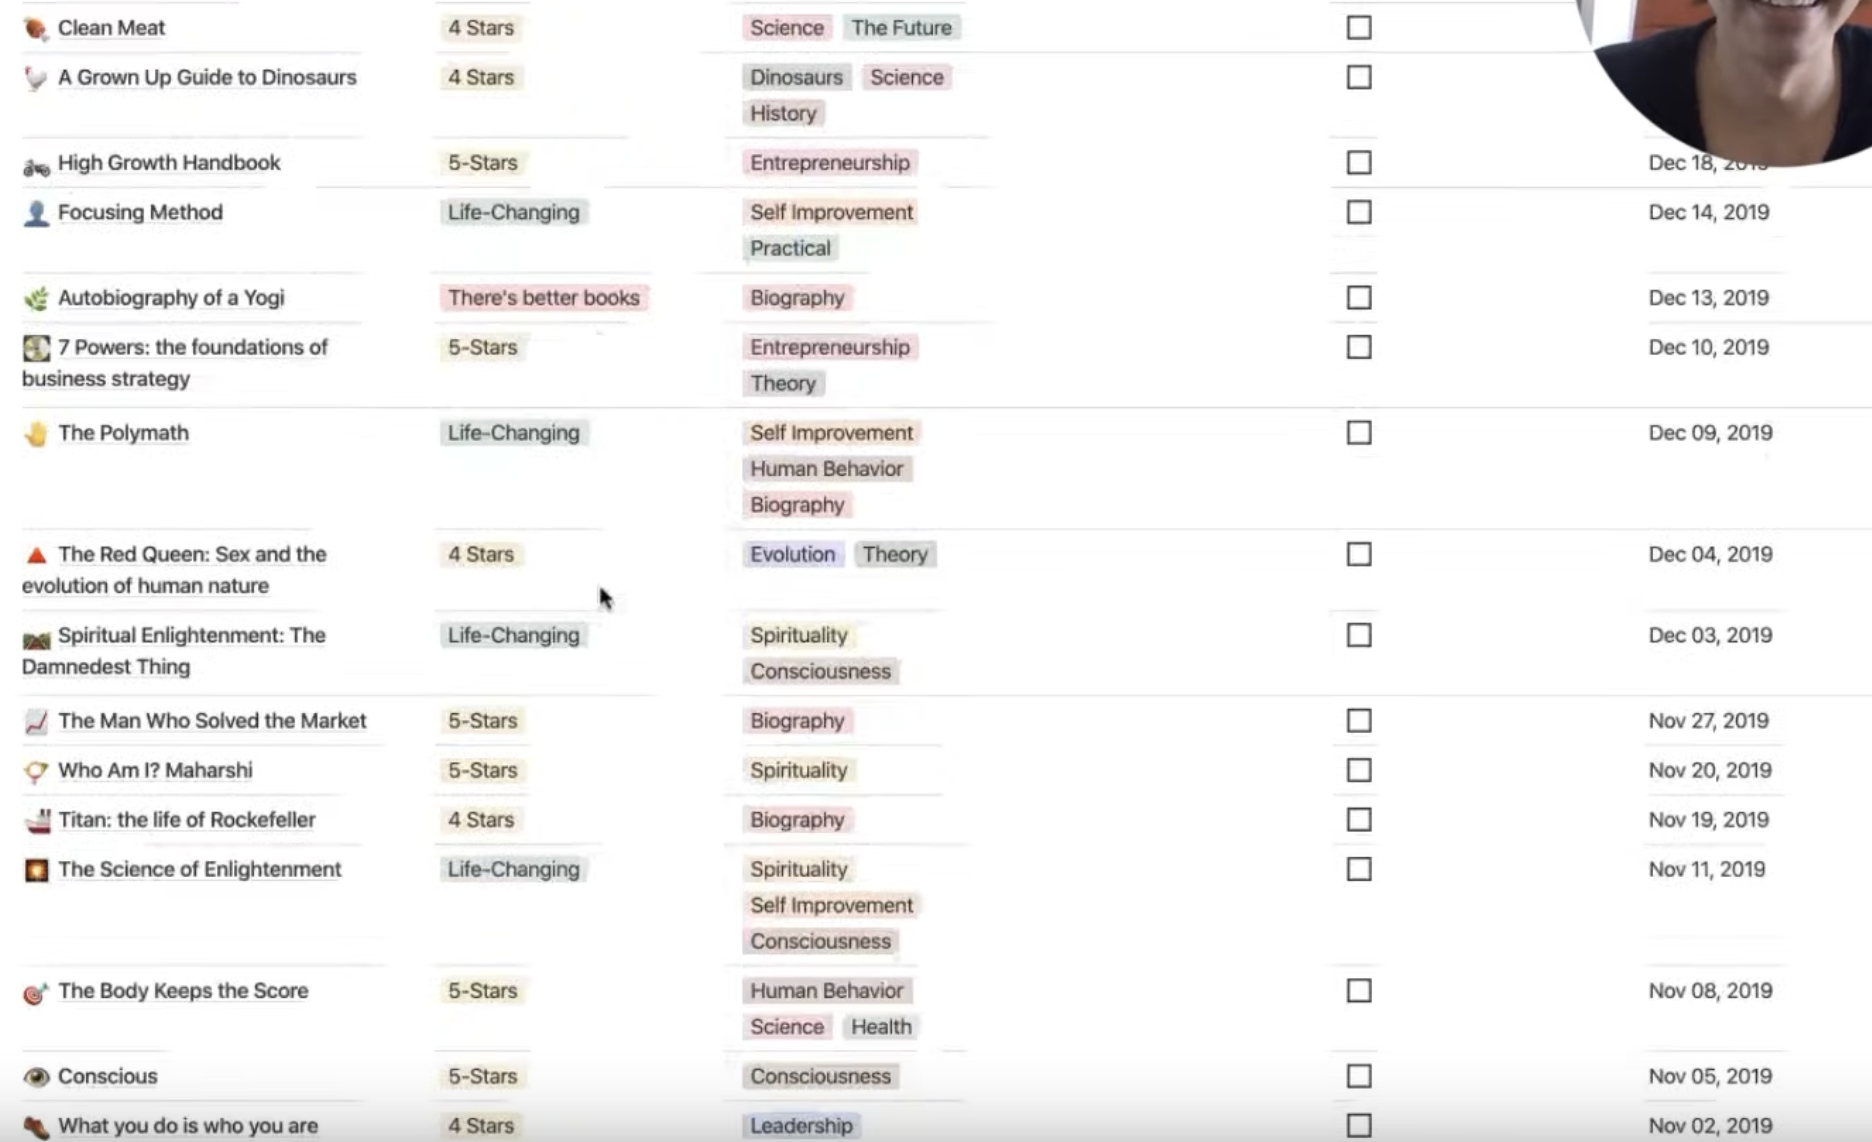 Clean Meat 4 Stars Science The Future
A Grown Up Guide to Dinosaurs 4 Stars Dinosaurs Science
History
High Growth Handbook 5-Stars Entrepreneurship Dec 18,
Focusing Method Life-Changing Self Improvement Dec 14, 2019
Practical
Autobiography of a Yogi There's better books Biography Dec 13, 2019
7 Powers: the foundations of 5-Stars Entrepreneurship Dec 10, 2019
business strategy Theory
The Polymath Life-Changing Self Improvement Dec 09, 2019
Human Behavior
Biography
The Red Queen: Sex and the 4 Stars Evolution Theory Dec 04, 2019
evolution of human nature
Spiritual Enlightenment: The Life-Changing Spirituality Dec 03, 2019
Damnedest Thing Consciousness
The Man Who Solved the Market 5-Stars Biography Nov 27, 2019
Who Am I? Maharshi 5-Stars Spirituality Nov 20, 2019
Titan: the life of Rockefeller 4 Stars Biography Nov 19, 2019
The Science of Enlightenment Life-Changing Spirituality Nov 11, 2019
Self Improvement
Consciousness
The Body Keeps the Score 5-Stars Human Behavior Nov 08, 2019
Science Health
Conscious 5-Stars Consciousness Nov 05, 2019
What you do is who you are 4 Stars Leadership Nov 02, 2019